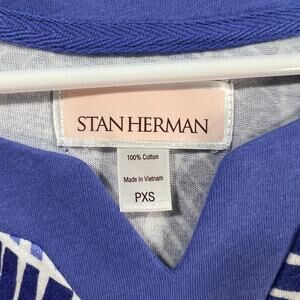 STAN HERMAN
100% Cotton
Made in Vietnam
PXS